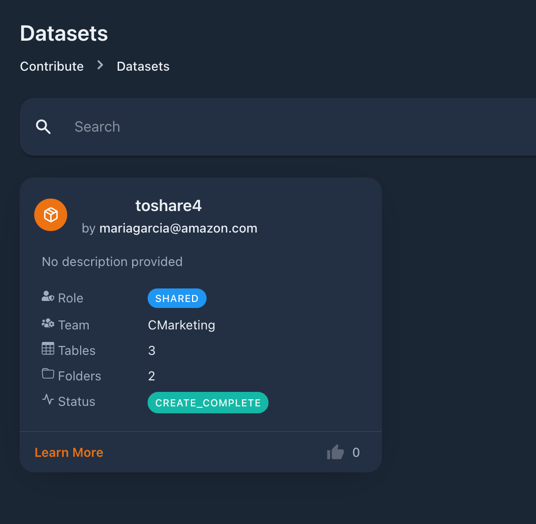 Datasets
Contribute > Datasets
Search
toshare4
by mariagarcia@amazon.com
No description provided
Role SHARED
Team CMarketing
Tables 3
Folders 2
Status CREATE_COMPLETE
Learn More 0